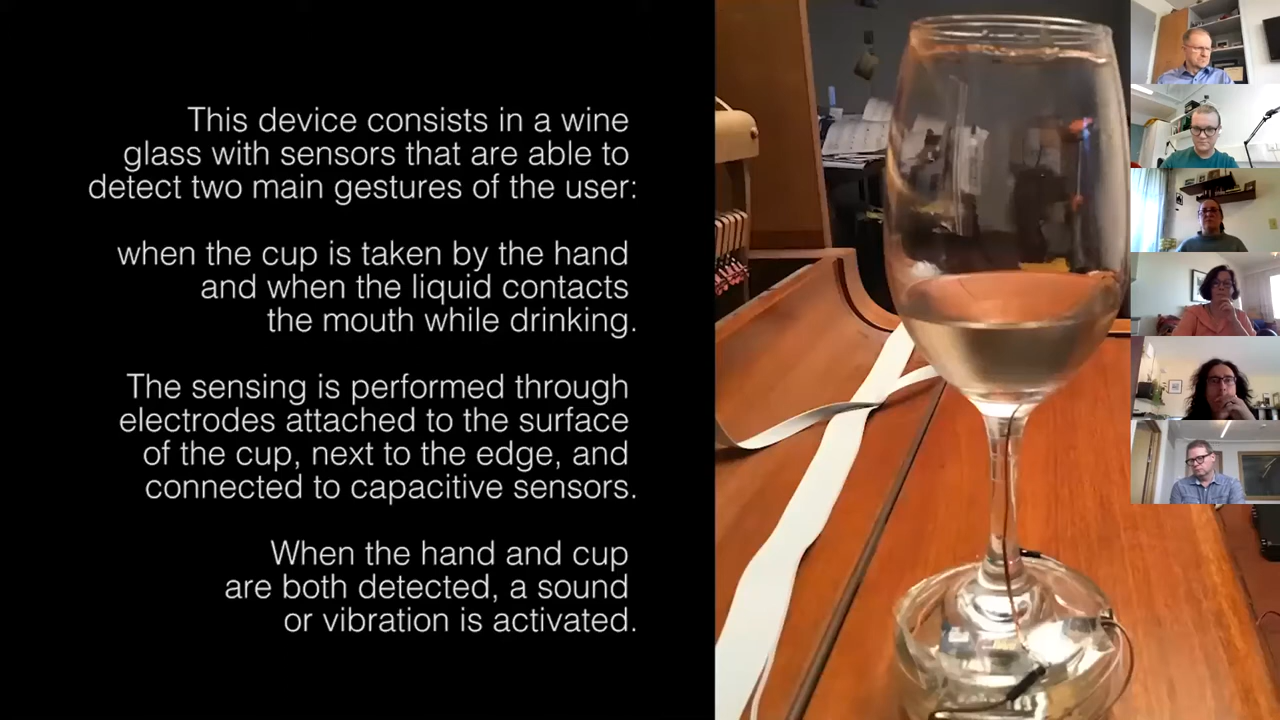 This device consists in a wine
glass with sensors that are able to
detect two main gestures of the user:
when the cup is taken by the hand
and when the liquid contacts
the mouth while drinking.
The sensing is performed through
electrodes attached to the surface
of the cup, next to the edge, and
connected to capacitive sensors.
When the hand and cup
are both detected, a sound
or vibration is activated.